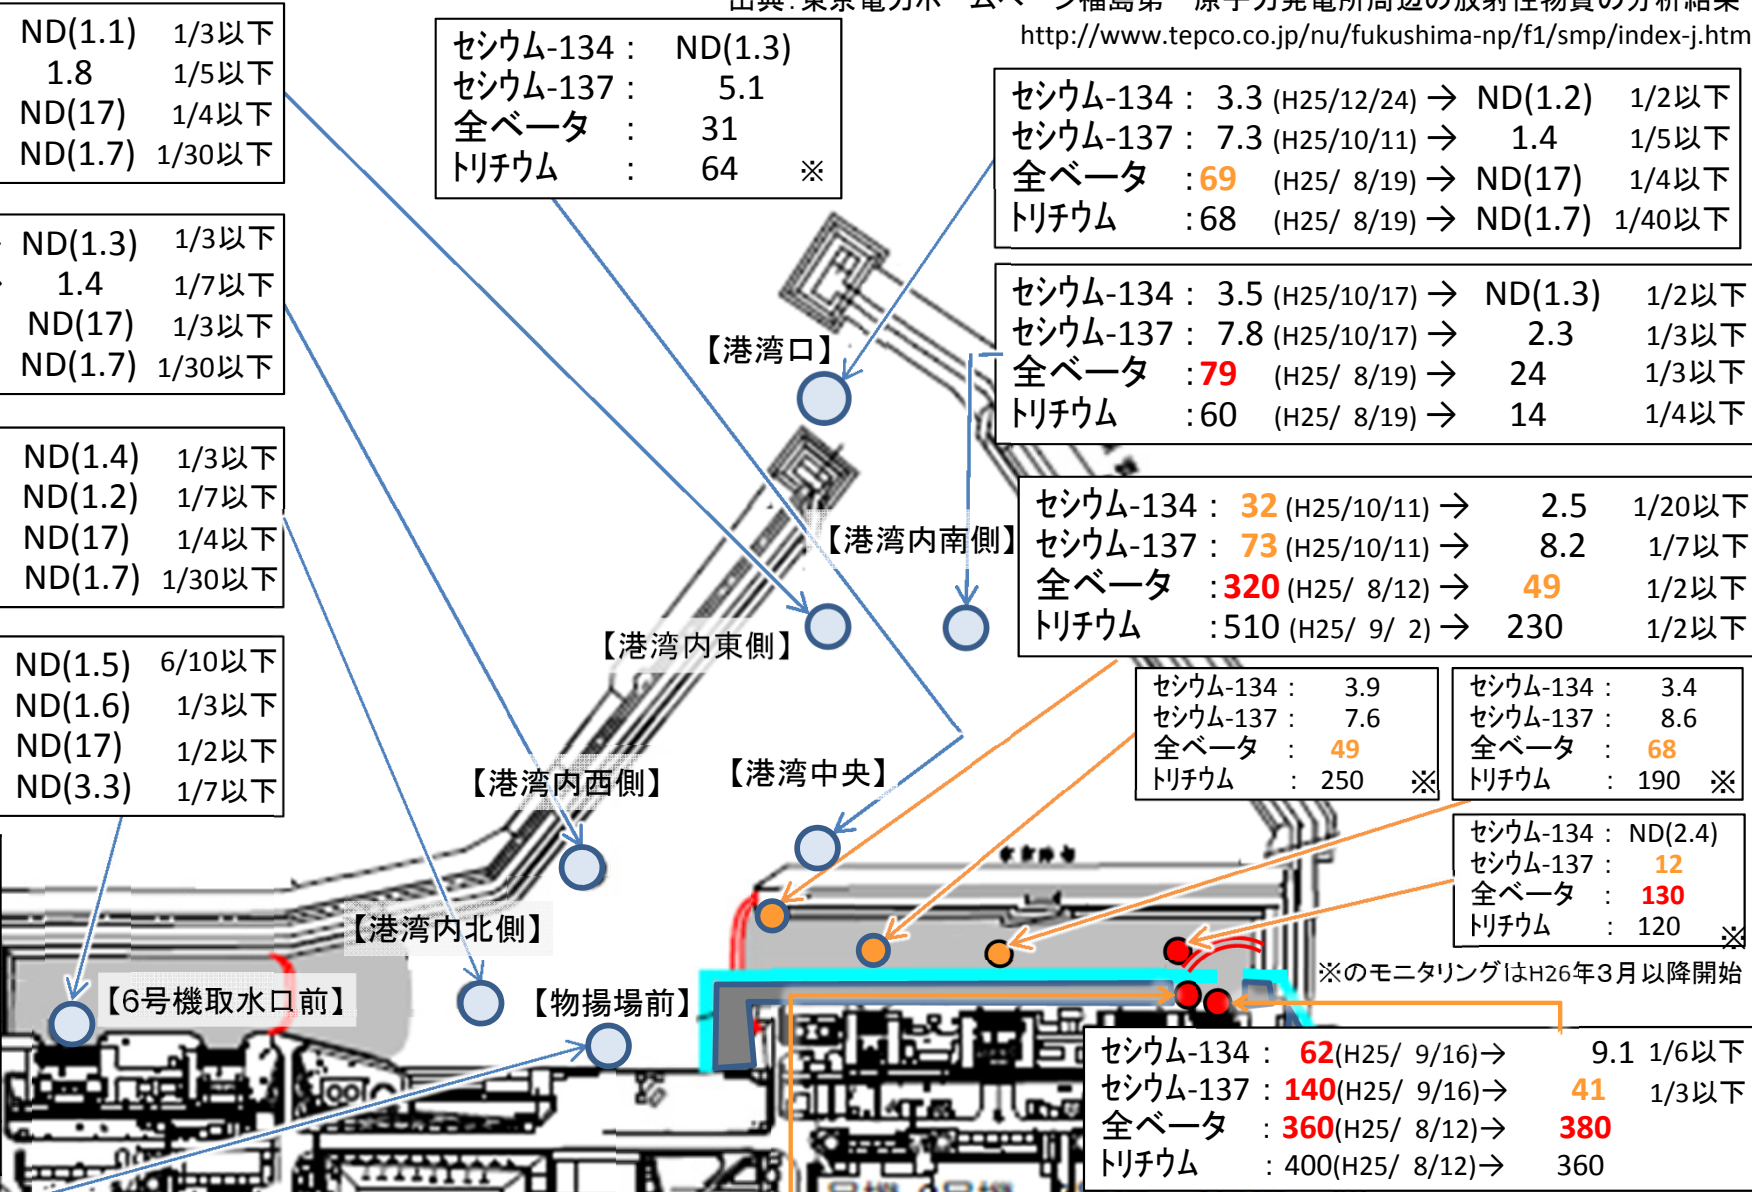 http://www.tepco.co.jp/nu/fukushima-np/f1/smp/index-j.htm
ND(1.1) 1/3以下
1.8 1/5以下
ND(17) 1/4以下
ND(1.7) 1/30以下
セシウム-134 : ND(1.3)
セシウム-137 : 5.1
全ベータ : 31
トリチウム : 64 ※
セシウム-134 : 3.3 (H25/12/24) → ND(1.2) 1/2以下
セシウム-137 : 7.3 (H25/10/11) → 1.4 1/5以下
全ベータ : 69 (H25/ 8/19) → ND(17) 1/4以下
トリチウム : 68 (H25/ 8/19) → ND(1.7) 1/40以下
ND(1.3) 1/3以下
1.4 1/7以下
ND(17) 1/3以下
ND(1.7) 1/30以下
セシウム-134 : 3.5 (H25/10/17) → ND(1.3) 1/2以下
セシウム-137 : 7.8 (H25/10/17) → 2.3 1/3以下
全ベータ : 79 (H25/ 8/19) → 24 1/3以下
トリチウム : 60 (H25/ 8/19) → 14 1/4以下
【港湾口】
ND(1.4) 1/3以下
ND(1.2) 1/7以下
ND(17) 1/4以下
ND(1.7) 1/30以下
【港湾内南側】
セシウム-134 : 32 (H25/10/11) → 2.5 1/20以下
セシウム-137 : 73 (H25/10/11) → 8.2 1/7以下
全ベータ : 320 (H25/ 8/12) → 49 1/2以下
トリチウム : 510 (H25/ 9/ 2) → 230 1/2以下
【港湾内東側】
ND(1.5) 6/10以下
ND(1.6) 1/3以下
ND(17) 1/2以下
ND(3.3) 1/7以下
セシウム-134 : 3.9
セシウム-137 : 7.6
全ベータ : 49
トリチウム : 250 ※
セシウム-134 : 3.4
セシウム-137 : 8.6
全ベータ : 68
トリチウム : 190 ※
【港湾内西側】
【港湾中央】
セシウム-134 : ND(2.4)
セシウム-137 : 12
全ベータ : 130
トリチウム : 120 ※
【港湾内北側】
※のモニタリングはH26年3月以降開始
【6号機取水口前】
【物揚場前】
セシウム-134 : 62(H25/ 9/16)→ 9.1 1/6以下
セシウム-137 : 140(H25/ 9/16)→ 41 1/3以下
全ベータ : 360(H25/ 8/12)→ 380
トリチウム : 400(H25/ 8/12)→ 360